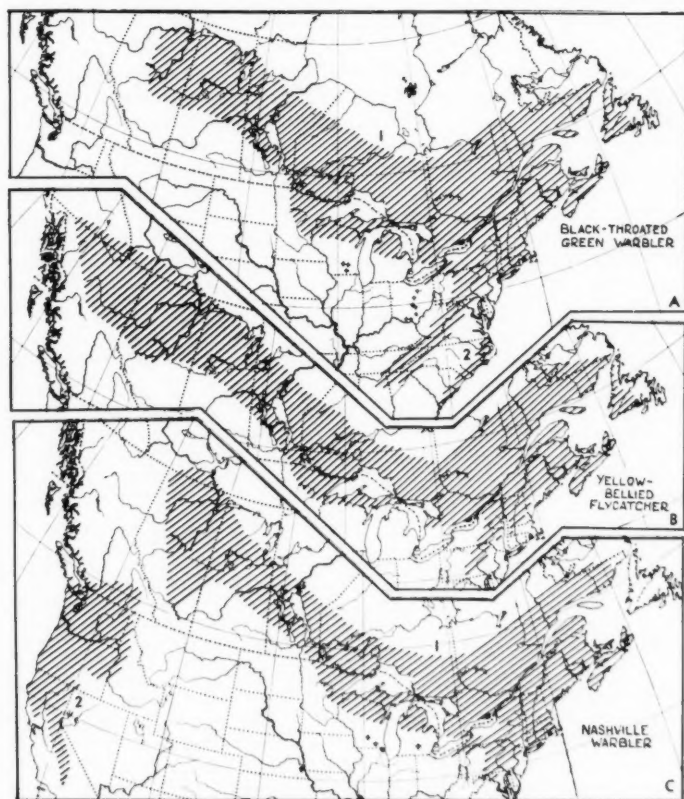 1
BLACK-THROATED
GREEN WARBLER
A
2
YELLOW-
BELLIED
FLYCATCHER
B
1
2
NASHVILLE
WARBLER
C